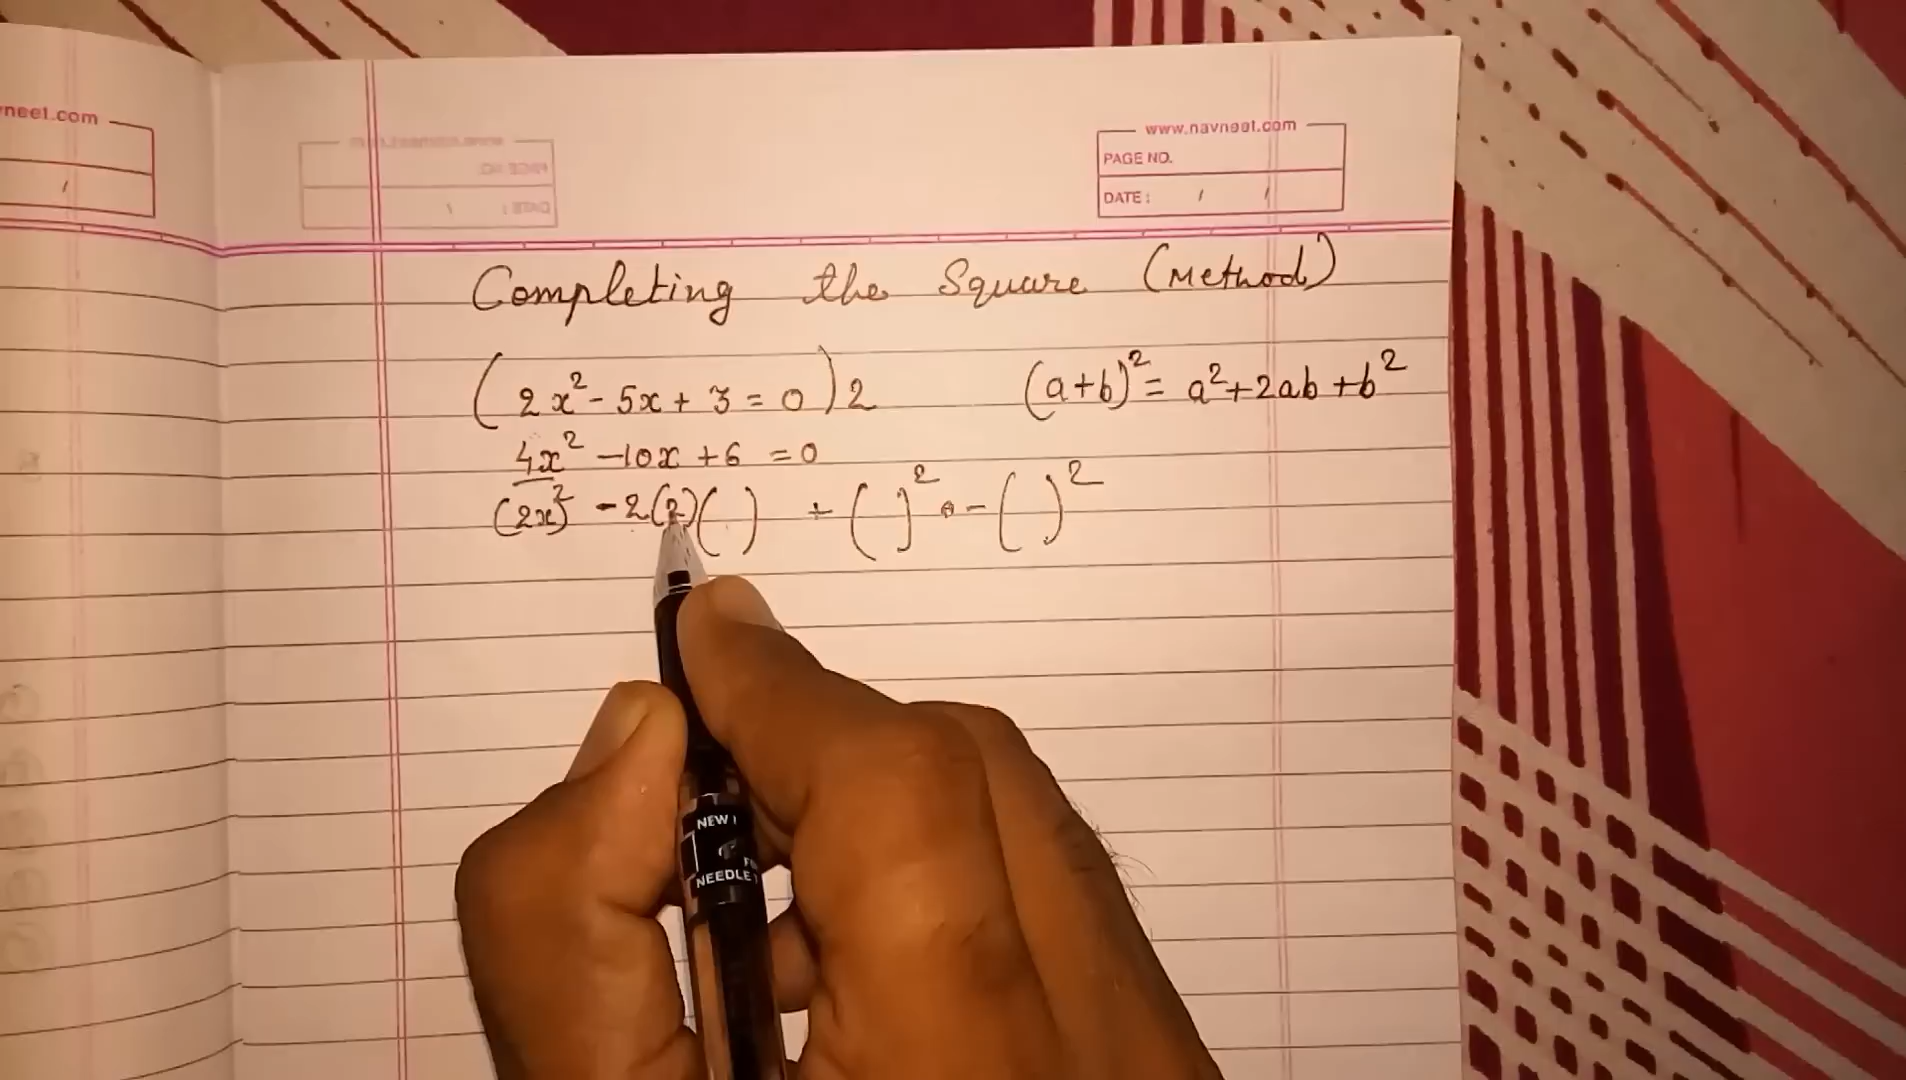 neet.com
/
www.navneet.com
PAGE NO.
DATE : / /
Completing the Square (Method)
(2x² - 5x + 3 = 0) 2
(a+b)² = a² + 2ab + b²
4x² - 10x + 6 = 0
(2x)² - 2(2)( ) + ( )² - ( )²
NEW
NEEDLE